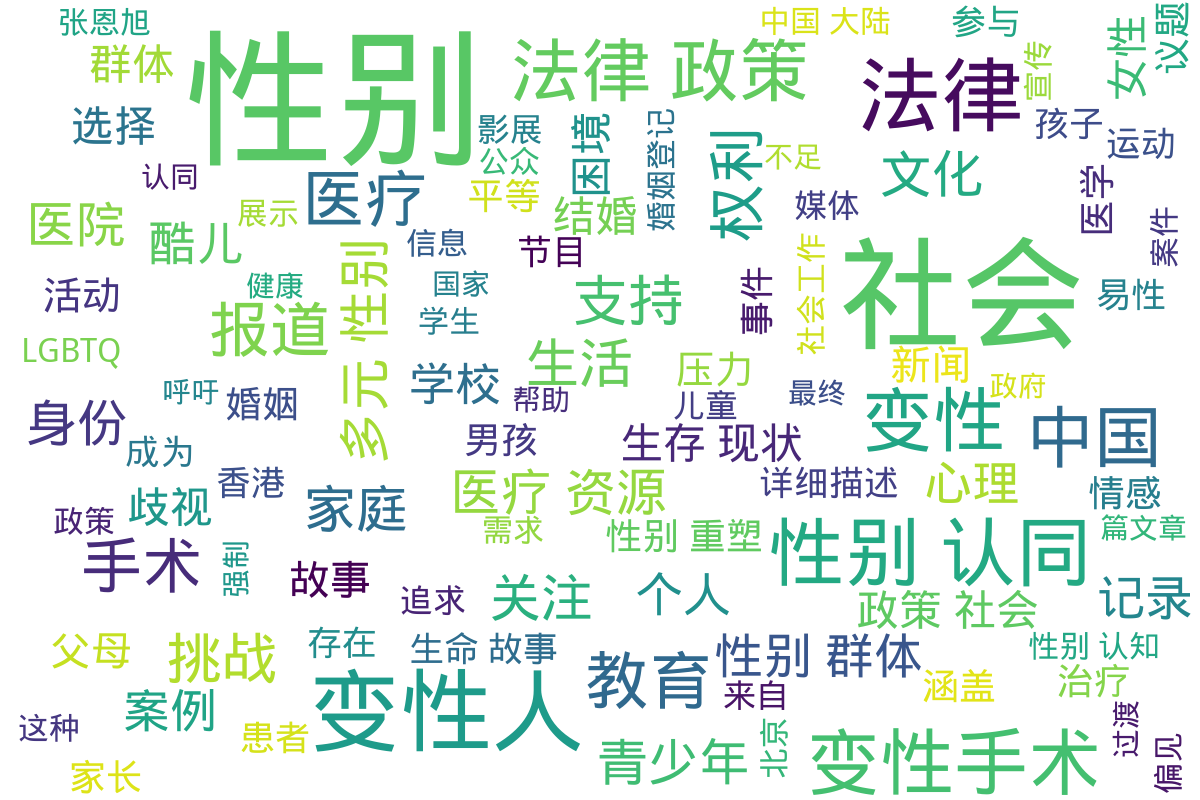 张恩旭
中国 大陆
参与
宣传
女性
议题
群体
性别
法律 政策
法律
选择
影展
困境
婚姻登记
权利
不足
孩子
运动
公众
文化
认同
医疗
平等
媒体
医学
案件
医院
展示
结婚
酷儿
多元 性别
信息
节目
社会工作
社会
活动
健康
国家
支持
事件
易性
报道
学生
LGBTQ
生活
压力
新闻
学校
呼吁
婚姻
帮助
儿童
最终
政府
身份
变性
中国
成为
男孩
生存 现状
香港
医疗 资源
详细描述
心理
情感
歧视
家庭
政策
需求
性别 重塑
性别 认同
篇文章
手术
强制
故事
追求
关注
个人
记录
政策 社会
父母
挑战
存在
生命 故事
性别 群体
性别 认知
教育
来自
涵盖
治疗
案例
变性人
这种
患者
青少年
北京
变性手术
过渡
偏见
家长